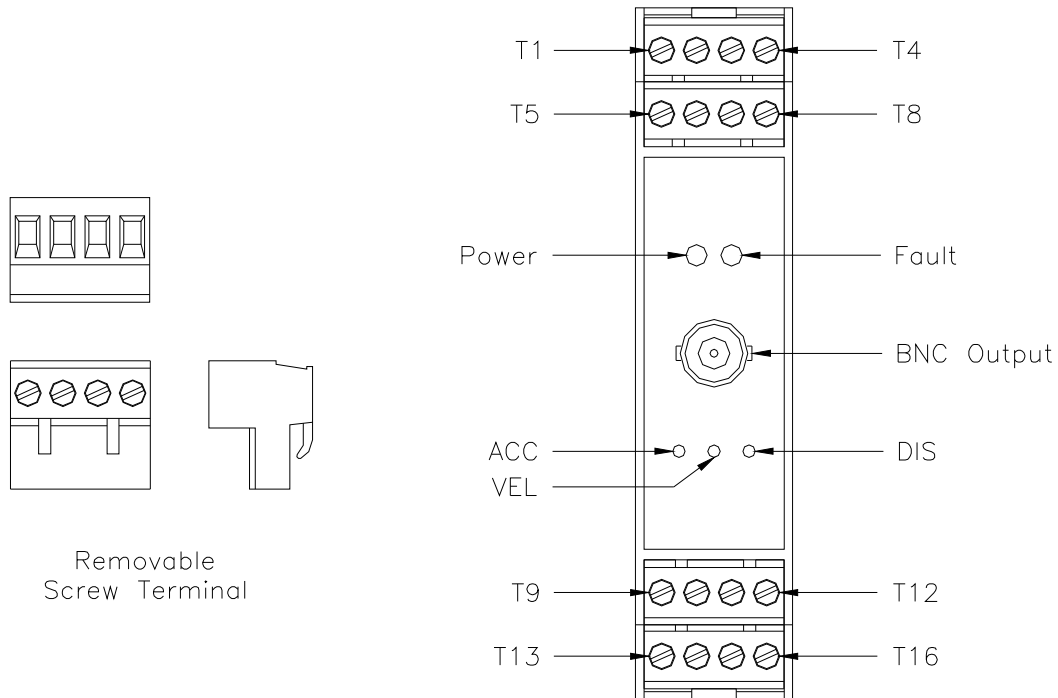 T1
T4
T5
T8
Power
Fault
BNC Output
ACC
DIS
VEL
Removable
Screw Terminal
T9
T12
T13
T16